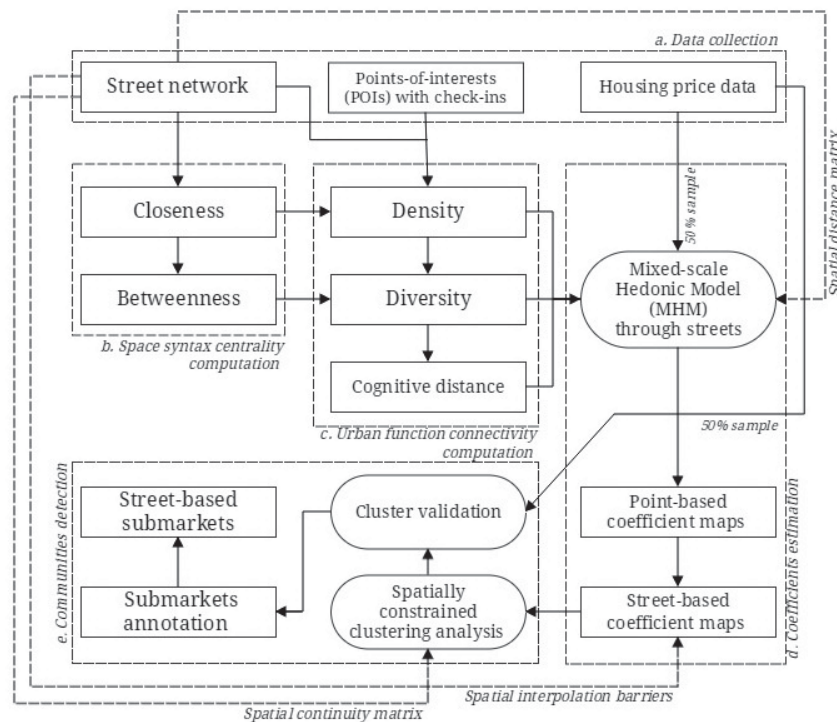 a. Data collection
Street network
Points-of-interests
(POIs) with check-ins
Housing price data
Spatial distance matrix
50% sample
Closeness
Density
Betweenness
Diversity
Mixed-scale
Hedonic Model
(MHM)
through streets
b. Space syntax centrality
computation
Cognitive distance
c. Urban function connectivity
computation
50% sample
e. Communities detection
Street-based
submarkets
Cluster validation
Point-based
coefficient maps
d. Coefficients estimation
Submarkets
annotation
Spatially
constrained
clustering analysis
Street-based
coefficient maps
Spatial interpolation barriers
Spatial continuity matrix